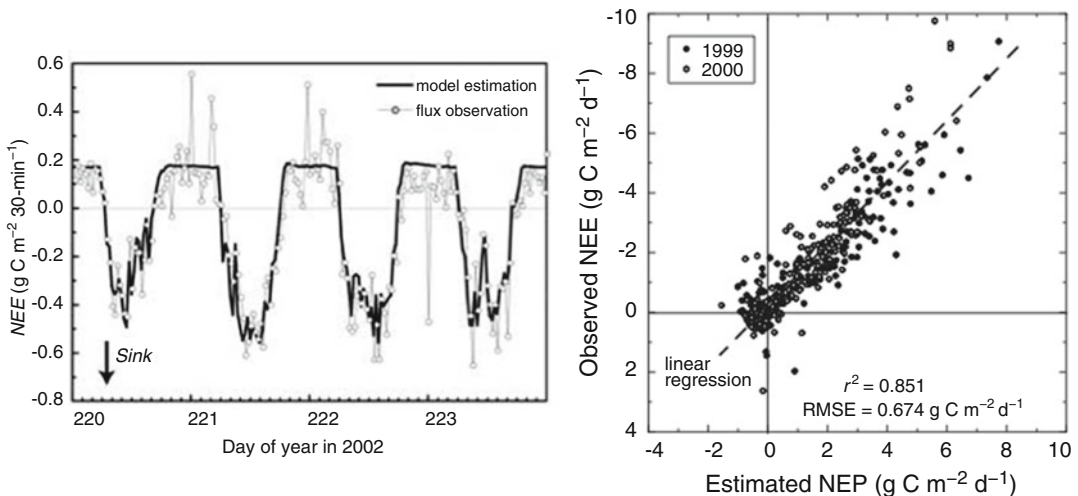 0.6
0.4
0.2
0.0
-0.2
-0.4
-0.6
-0.8
NEE (g C m⁻² 30-min⁻¹)
model estimation
flux observation
Sink
220
221
222
223
Day of year in 2002
-10
-8
-6
-4
-2
0
2
4
Observed NEE (g C m⁻² d⁻¹)
1999
2000
linear
regression
r² = 0.851
RMSE = 0.674 g C m⁻² d⁻¹
-4
-2
0
2
4
6
8
10
Estimated NEP (g C m⁻² d⁻¹)